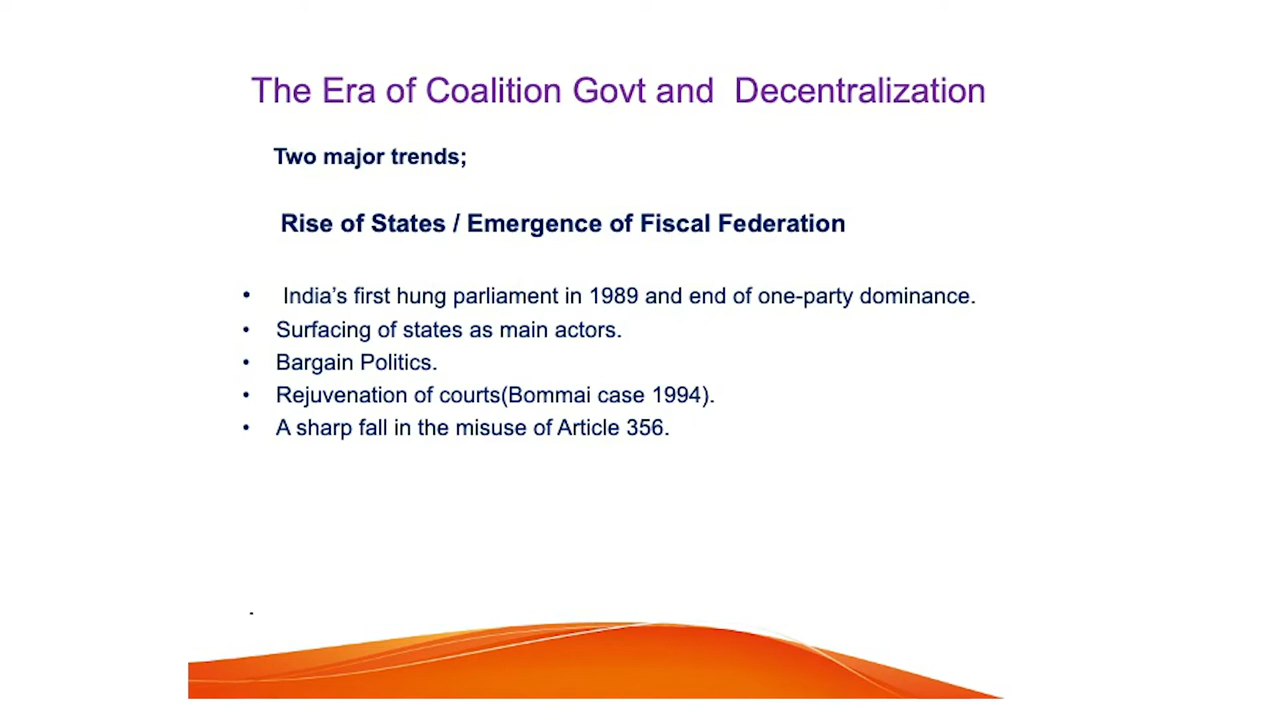 The Era of Coalition Govt and  Decentralization
Two major trends;
Rise of States / Emergence of Fiscal Federation
• India’s first hung parliament in 1989 and end of one-party dominance.
• Surfacing of states as main actors.
• Bargain Politics.
• Rejuvenation of courts(Bommai case 1994).
• A sharp fall in the misuse of Article 356.
.